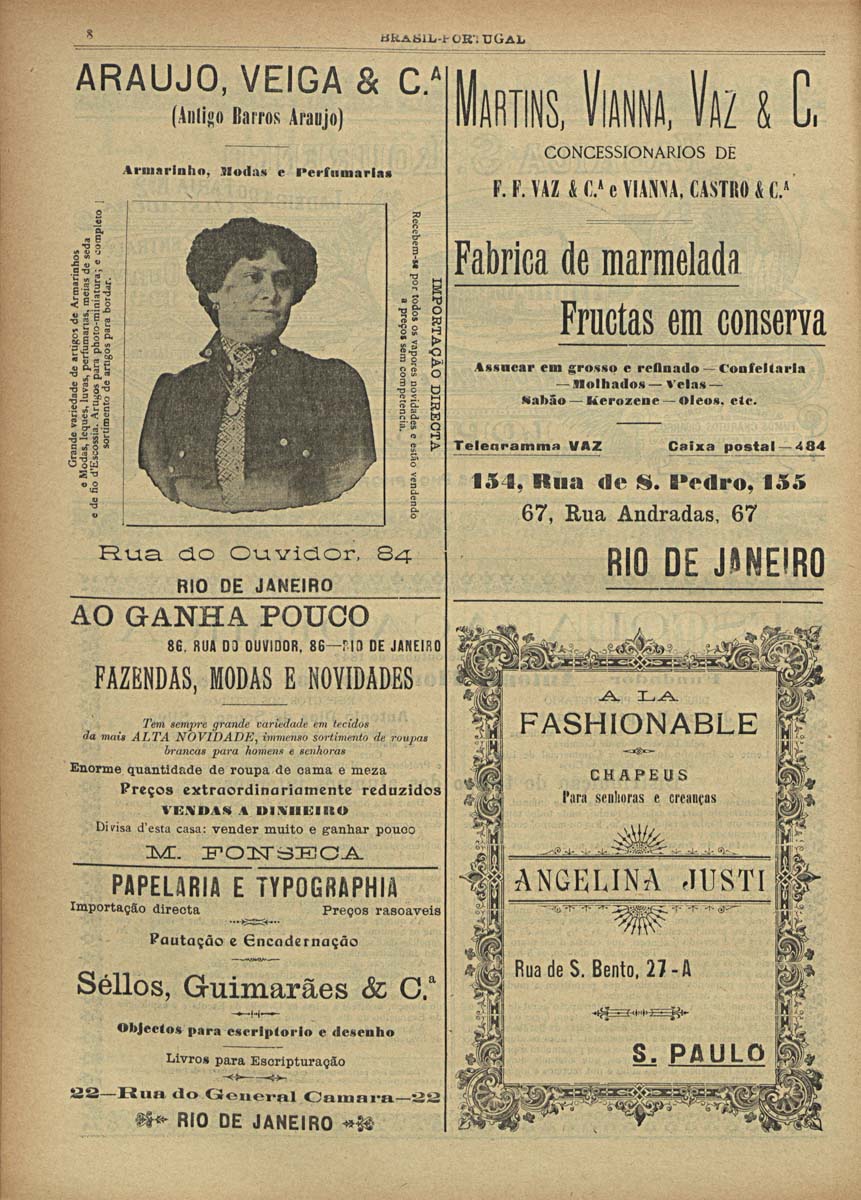 8
BRASIL-PORTUGAL
ARAUJO, VEIGA & C.ª
(Antigo Barros Araujo)
Armarinho, Modas e Perfumarias
Grande variedade de artigos de Armarinhos
e Modas, leques, luvas, perfumarias, meias de seda
e de fio d'Escossia. Artigos para photo-miniatura; e completo
sortimento de artigos para bordar.
IMPORTAÇÃO DIRECTA
Recebem-se por todos os vapores novidades e estão vendendo
a preços sem competencia.
Rua do Ouvidor, 84
RIO DE JANEIRO
AO GANHA POUCO
86, RUA DO OUVIDOR, 86—RIO DE JANEIRO
FAZENDAS, MODAS E NOVIDADES
Tem sempre grande variedade em tecidos
da mais ALTA NOVIDADE, immenso sortimento de roupas
brancas para homens e senhoras
Enorme quantidade de roupa de cama e meza
Preços extraordinariamente reduzidos
VENDAS A DINHEIRO
Divisa d'esta casa: vender muito e ganhar pouco
M. FONSECA
PAPELARIA E TYPOGRAPHIA
Importação directa Preços rasoaveis
Pautação e Encadernação
Séllos, Guimarães & C.ª
Objectos para escriptorio e desenho
Livros para Escripturação
22—Rua do General Camara—22
RIO DE JANEIRO
MARTINS, VIANNA, VAZ & C.
CONCESSIONARIOS DE
F. F. VAZ & C.ª e VIANNA, CASTRO & C.ª
Fabrica de marmelada
Fructas em conserva
Assucar em grosso e refinado — Confeitaria
— Molhados — Velas —
Sabão — Kerozene — Oleos, etc.
Telegramma VAZ Caixa postal — 484
154, Rua de S. Pedro, 155
67, Rua Andradas, 67
RIO DE JANEIRO
A LA
FASHIONABLE
CHAPEUS
Para senhoras e creanças
ANGELINA JUSTI
Rua de S. Bento, 27-A
S. PAULO